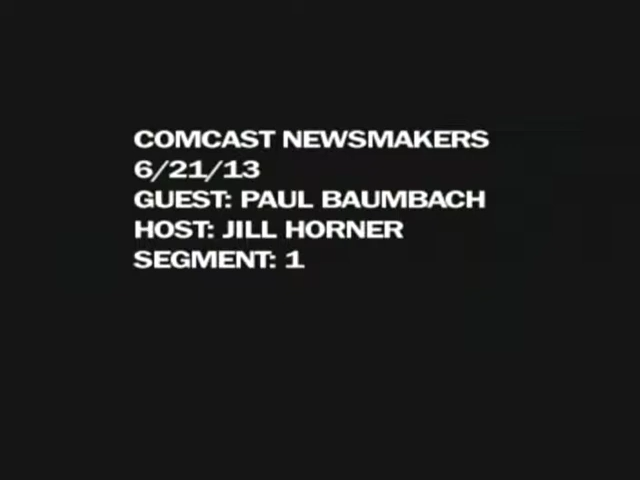 COMCAST NEWSMAKERS
6/21/13
GUEST: PAUL BAUMBACH
HOST: JILL HORNER
SEGMENT: 1